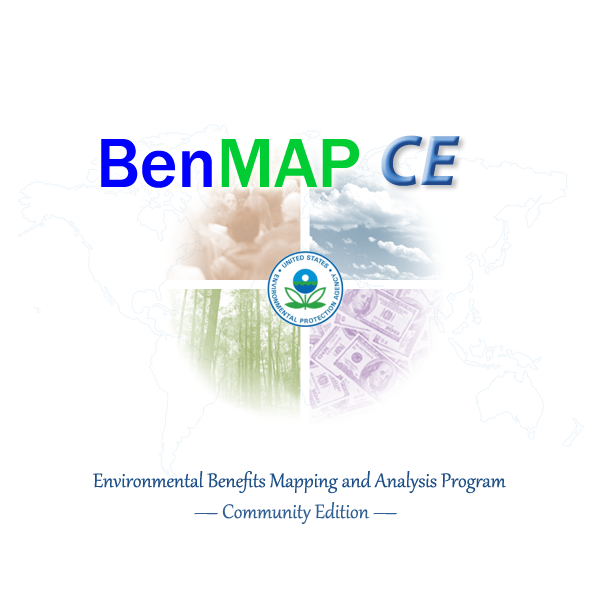 BenMAP CE
UNITED STATES
ENVIRONMENTAL PROTECTION AGENCY
Environmental Benefits Mapping and Analysis Program
—– Community Edition —–